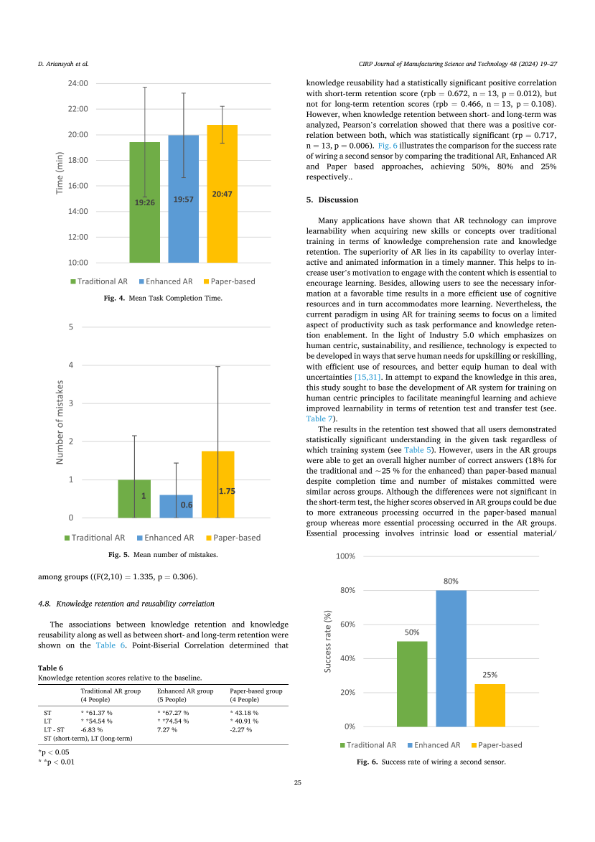 D. Ariansyah et al.
CIRP Journal of Manufacturing Science and Technology 48 (2024) 19–27
24:00
22:00
20:00
18:00
16:00
14:00
12:00
10:00
Time (min)
19:26
19:57
20:47
Traditional AR
Enhanced AR
Paper-based
Fig. 4. Mean Task Completion Time.
5
4
3
2
1
0
Number of mistakes
1
0.6
1.75
Traditional AR
Enhanced AR
Paper-based
Fig. 5. Mean number of mistakes.
among groups ((F(2,10) = 1.335, p = 0.306).
4.8. Knowledge retention and reusability correlation
The associations between knowledge retention and knowledge
reusability along as well as between short- and long-term retention were
shown on the Table 6. Point-Biserial Correlation determined that
Table 6
Knowledge retention scores relative to the baseline.
Traditional AR group Enhanced AR group Paper-based group
(4 People) (5 People) (4 People)
ST * *61.37 % * *67.27 % * 43.18 %
LT * *54.54 % * *74.54 % * 40.91 %
LT - ST -6.83 % 7.27 % -2.27 %
ST (short-term), LT (long-term)
*p < 0.05
* *p < 0.01
knowledge reusability had a statistically significant positive correlation
with short-term retention score (rpb = 0.672, n = 13, p = 0.012), but
not for long-term retention scores (rpb = 0.466, n = 13, p = 0.108).
However, when knowledge retention between short- and long-term was
analyzed, Pearson's correlation showed that there was a positive cor-
relation between both, which was statistically significant (rp = 0.717,
n = 13, p = 0.006). Fig. 6 illustrates the comparison for the success rate
of wiring a second sensor by comparing the traditional AR, Enhanced AR
and Paper based approaches, achieving 50%, 80% and 25%
respectively..
5. Discussion
Many applications have shown that AR technology can improve
learnability when acquiring new skills or concepts over traditional
training in terms of knowledge comprehension rate and knowledge
retention. The superiority of AR lies in its capability to overlay inter-
active and animated information in a timely manner. This helps to in-
crease user's motivation to engage with the content which is essential to
encourage learning. Besides, allowing users to see the necessary infor-
mation at a favorable time results in a more efficient use of cognitive
resources and in turn accommodates more learning. Nevertheless, the
current paradigm in using AR for training seems to focus on a limited
aspect of productivity such as task performance and knowledge reten-
tion enablement. In the light of Industry 5.0 which emphasizes on
human centric, sustainability, and resilience, technology is expected to
be developed in ways that serve human needs for upskilling or reskilling,
with efficient use of resources, and better equip human to deal with
uncertainties [15,31]. In attempt to expand the knowledge in this area,
this study sought to base the development of AR system for training on
human centric principles to facilitate meaningful learning and achieve
improved learnability in terms of retention test and transfer test (see.
Table 7).
The results in the retention test showed that all users demonstrated
statistically significant understanding in the given task regardless of
which training system (see Table 5). However, users in the AR groups
were able to get an overall higher number of correct answers (18% for
the traditional and ~25 % for the enhanced) than paper-based manual
despite completion time and number of mistakes committed were
similar across groups. Although the differences were not significant in
the short-term test, the higher scores observed in AR groups could be due
to more extraneous processing occurred in the paper-based manual
group whereas more essential processing occurred in the AR groups.
Essential processing involves intrinsic load or essential material/
100%
80%
60%
40%
20%
0%
Success rate (%)
50%
80%
25%
Traditional AR
Enhanced AR
Paper-based
Fig. 6. Success rate of wiring a second sensor.
25